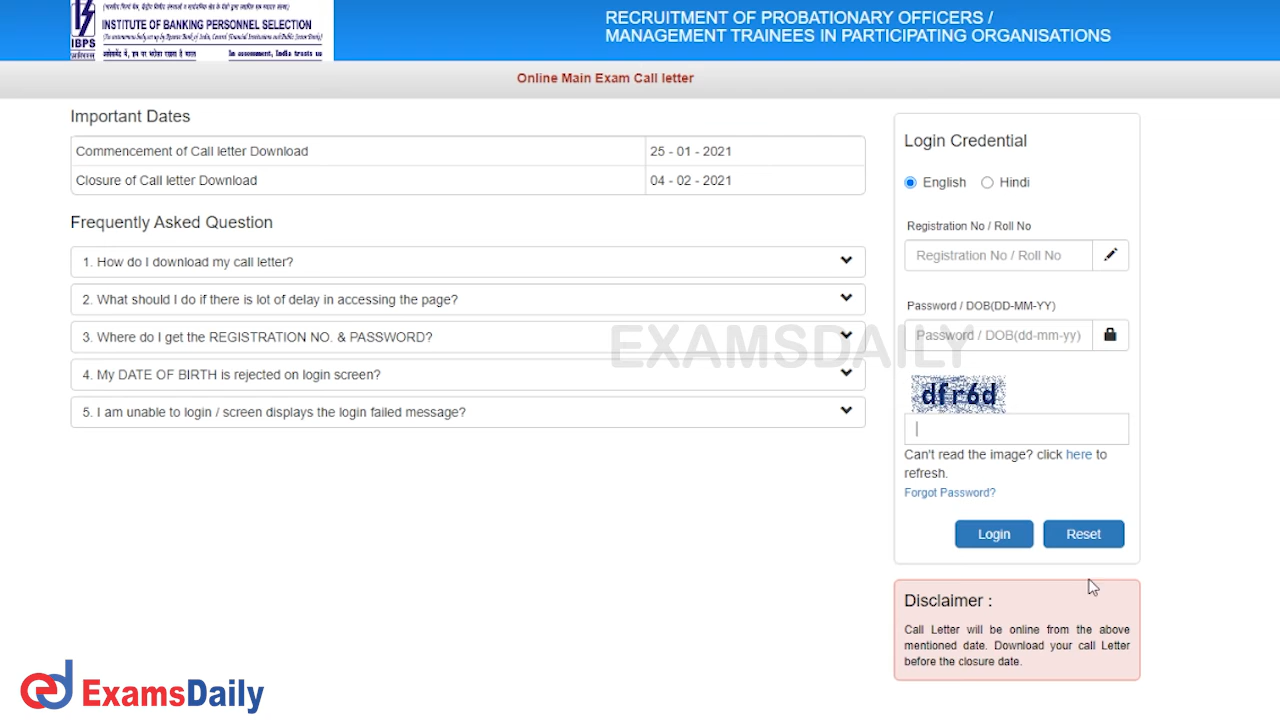 IBPS
INSTITUTE OF BANKING PERSONNEL SELECTION
In assessment, India trusts us
RECRUITMENT OF PROBATIONARY OFFICERS /
MANAGEMENT TRAINEES IN PARTICIPATING ORGANISATIONS
Online Main Exam Call letter
Important Dates
Commencement of Call letter Download 25 - 01 - 2021
Closure of Call letter Download 04 - 02 - 2021
Frequently Asked Question
1. How do I download my call letter?
2. What should I do if there is lot of delay in accessing the page?
3. Where do I get the REGISTRATION NO. & PASSWORD?
4. My DATE OF BIRTH is rejected on login screen?
5. I am unable to login / screen displays the login failed message?
EXAMSDAILY
Login Credential
English Hindi
Registration No / Roll No
Registration No / Roll No
Password / DOB(DD-MM-YY)
Password / DOB(dd-mm-yy)
dfr6d
Can't read the image? click here to
refresh.
Forgot Password?
Login Reset
Disclaimer :
Call Letter will be online from the above
mentioned date. Download your call Letter
before the closure date.
ed ExamsDaily